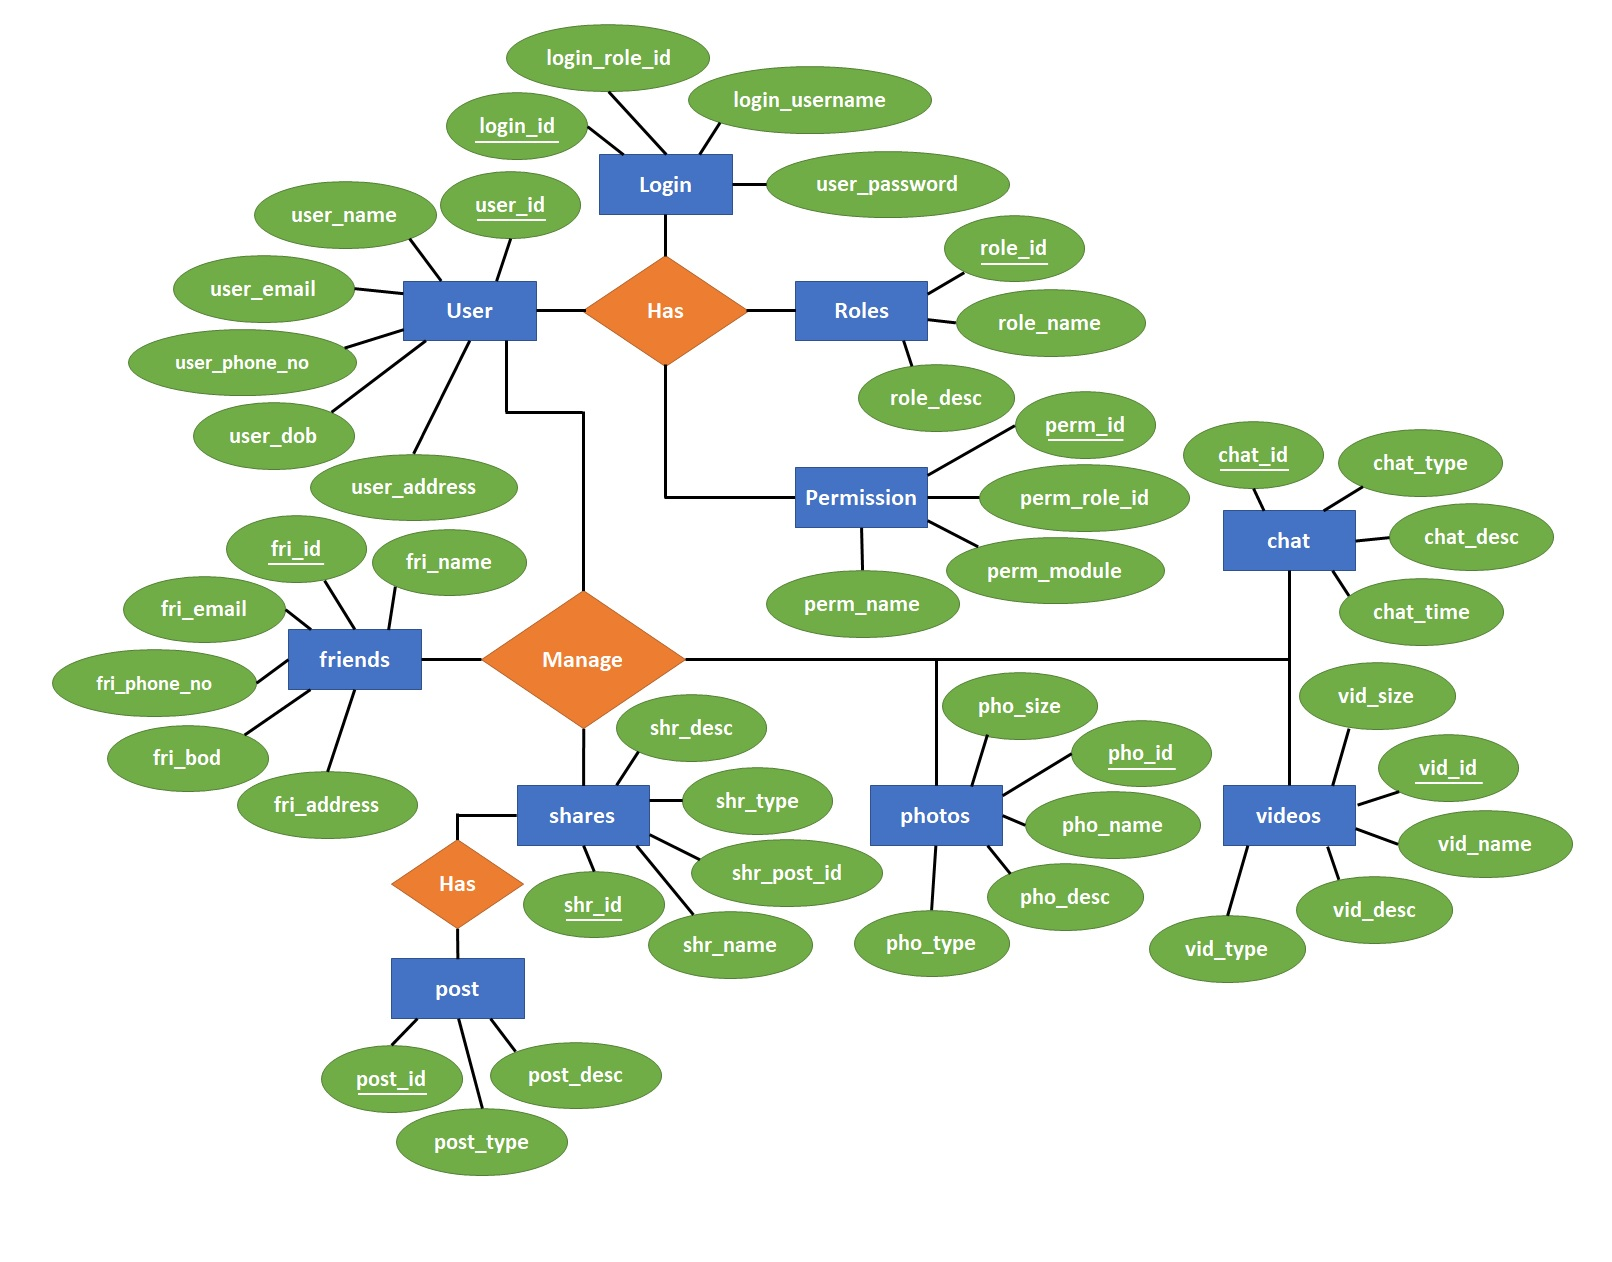 login_role_id
login_username
login_id
Login
user_password
user_name
user_id
user_email
User
Has
Roles
role_id
role_name
user_phone_no
role_desc
user_dob
perm_id
user_address
Permission
perm_role_id
chat_id
chat_type
chat
chat_desc
fri_id
fri_name
perm_module
perm_name
chat_time
fri_email
friends
Manage
fri_phone_no
vid_size
pho_size
shr_desc
pho_id
vid_id
fri_bod
fri_address
shr_type
shares
photos
pho_name
videos
vid_name
shr_post_id
Has
shr_id
pho_desc
vid_desc
shr_name
pho_type
vid_type
post
post_id
post_desc
post_type